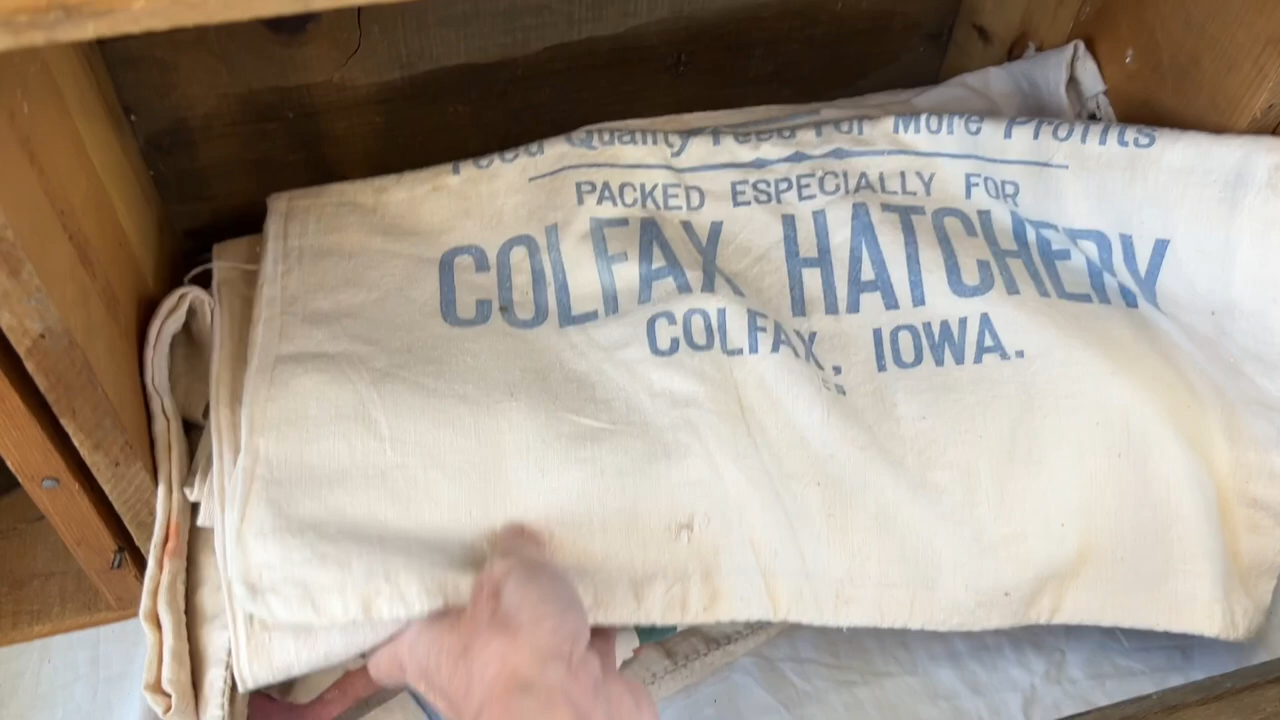 Feed Quality Feed For More Profits
PACKED ESPECIALLY FOR
COLFAX HATCHERY
COLFAX, IOWA.